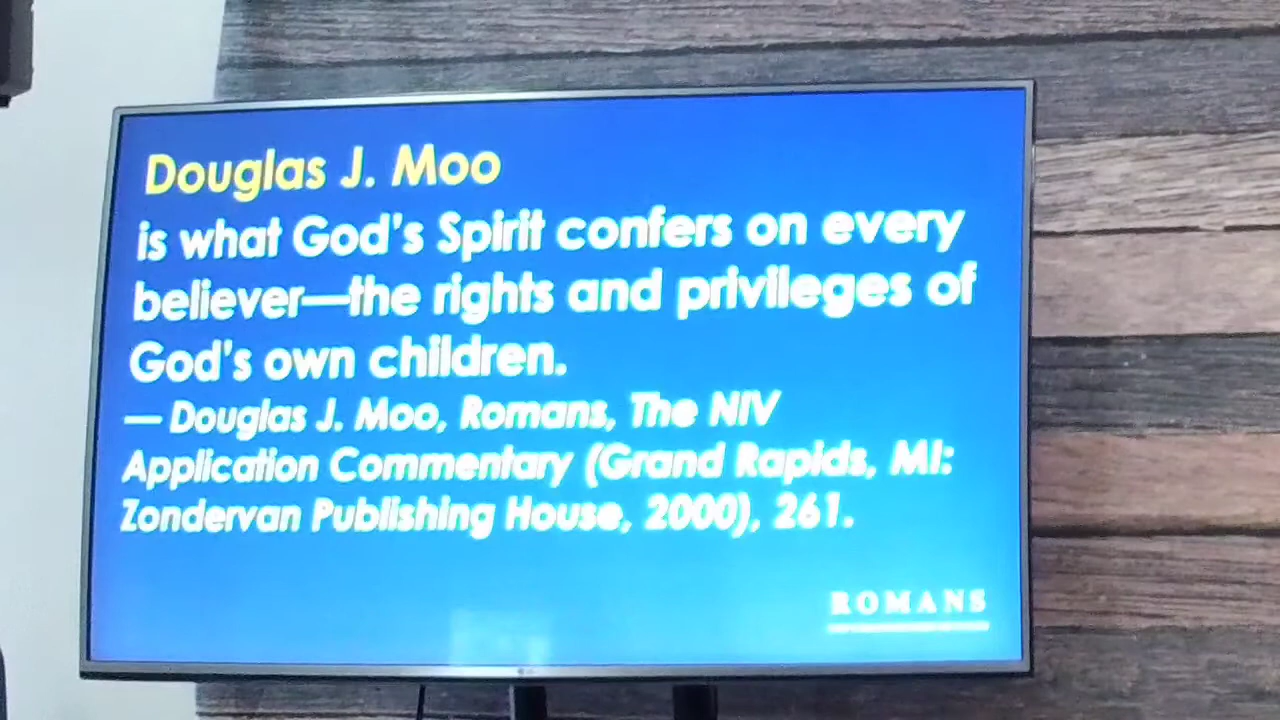 Douglas J. Moo
is what God's Spirit confers on every
believer—the rights and privileges of
God's own children.
— Douglas J. Moo, Romans, The NIV
Application Commentary (Grand Rapids, MI:
Zondervan Publishing House, 2000), 261.
ROMANS